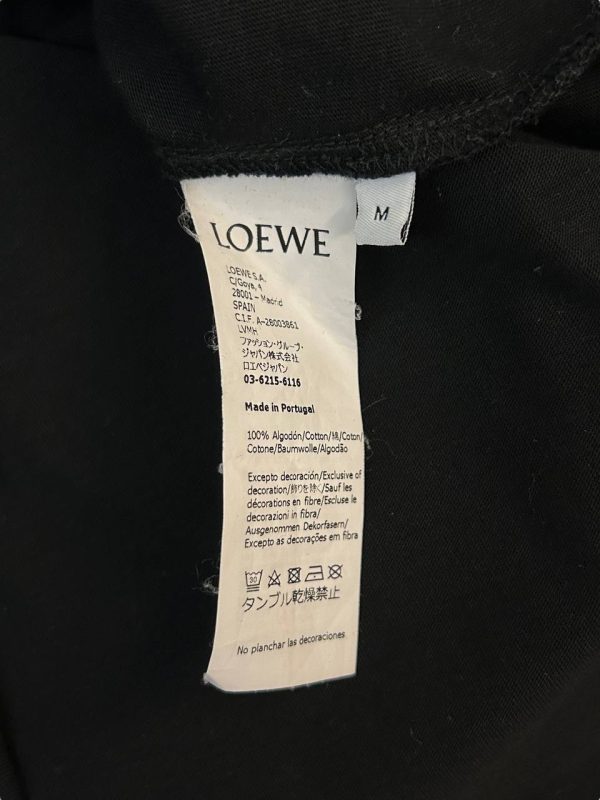 M
LOEWE
LOEWE S.A.
C/Goya, 4
28001 – Madrid
SPAIN
C.I.F. A-28003861
LVMH
ファッション・グループ・
ジャパン株式会社
ロエベジャパン
03-6215-6116
Made in Portugal
100% Algodón/Cotton/綿/Coton/
Cotone/Baumwolle/Algodão
Excepto decoración/Exclusive of
decoration/飾りを除く/Sauf les
décorations en fibre/Escluse le
decorazioni in fibra/
Ausgenommen Dekorfasern/
Excepto as decorações em fibra
30
タンブル乾燥禁止
No planchar las decoraciones